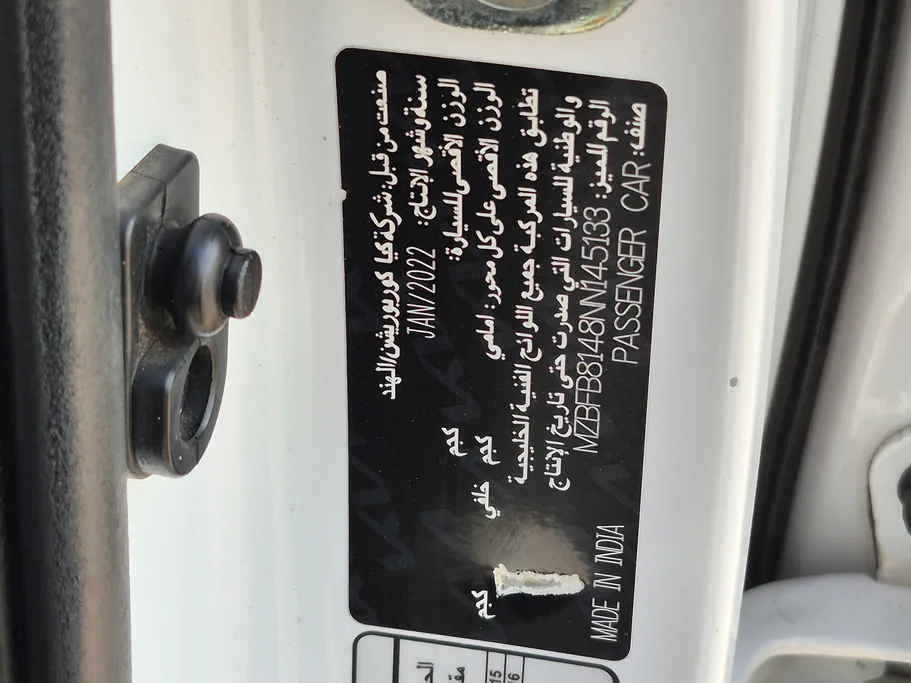 صنعت من قبل: شركة كيا كوربوريشن/الهند
سنة وشهر الإنتاج: JAN/2022
الوزن الأقصى للسيارة: كجم
الوزن الأقصى على كل محور: امامي كجم خلفي كجم
تطابق هذه المركبة جميع اللوائح الفنية الخليجية
والوطنية للسيارات التي صدرت حتى تاريخ الإنتاج
الرقم المميز: MZBFB8148NN145133 MADE IN INDIA
صنف: PASSENGER CAR
15
16